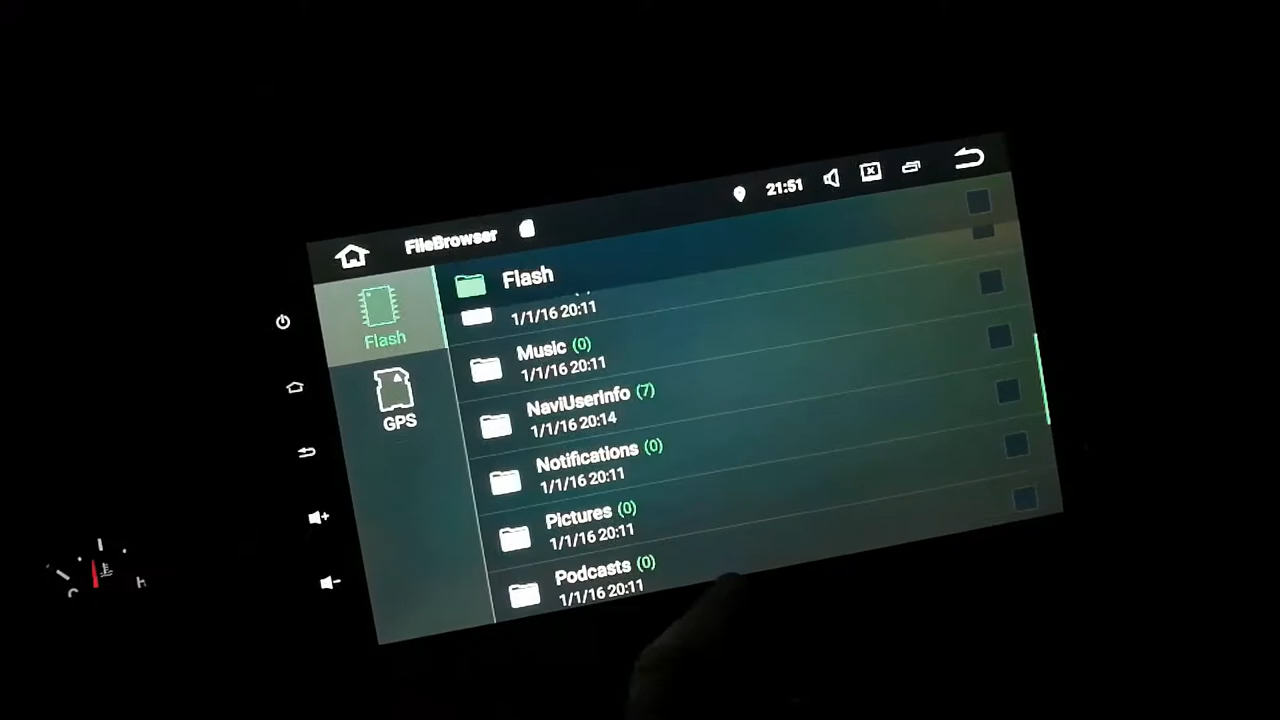 FileBrowser
21:51
Flash
GPS
Flash
1/1/16 20:11
Music (0)
1/1/16 20:11
NaviUserInfo (7)
1/1/16 20:14
Notifications (0)
1/1/16 20:11
Pictures (0)
1/1/16 20:11
Podcasts (0)
1/1/16 20:11
C
h